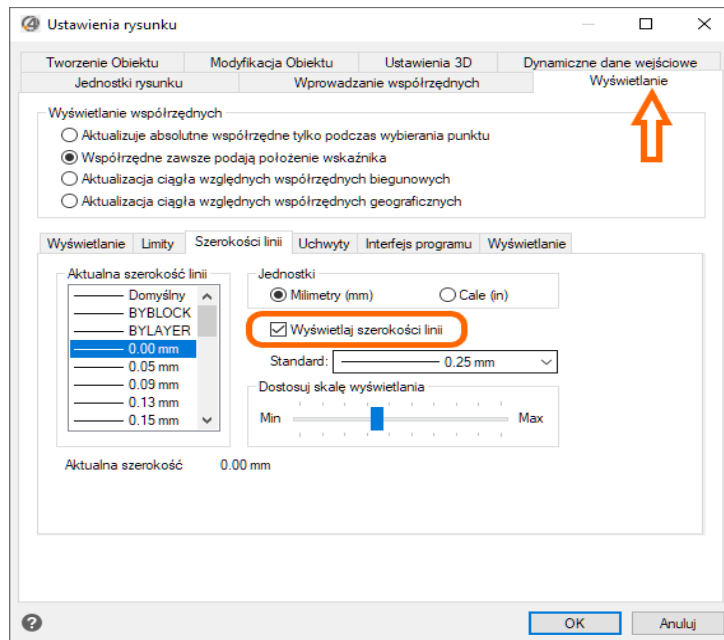 Ustawienia rysunku
Tworzenie Obiektu Modyfikacja Obiektu Ustawienia 3D Dynamiczne dane wejściowe
Jednostki rysunku Wprowadzanie współrzędnych Wyświetlanie
Wyświetlanie współrzędnych
Aktualizuje absolutne współrzędne tylko podczas wybierania punktu
Współrzędne zawsze podają położenie wskaźnika
Aktualizacja ciągła względnych współrzędnych biegunowych
Aktualizacja ciągła względnych współrzędnych geograficznych
Wyświetlanie Limity Szerokości linii Uchwyty Interfejs programu Wyświetlanie
Aktualna szerokość linii
Domyślny
BYBLOCK
BYLAYER
0.00 mm
0.05 mm
0.09 mm
0.13 mm
0.15 mm
Jednostki
Milimetry (mm) Cale (in)
Wyświetlaj szerokości linii
Standard: 0.25 mm
Dostosuj skalę wyświetlania
Min Max
Aktualna szerokość 0.00 mm
? OK Anuluj